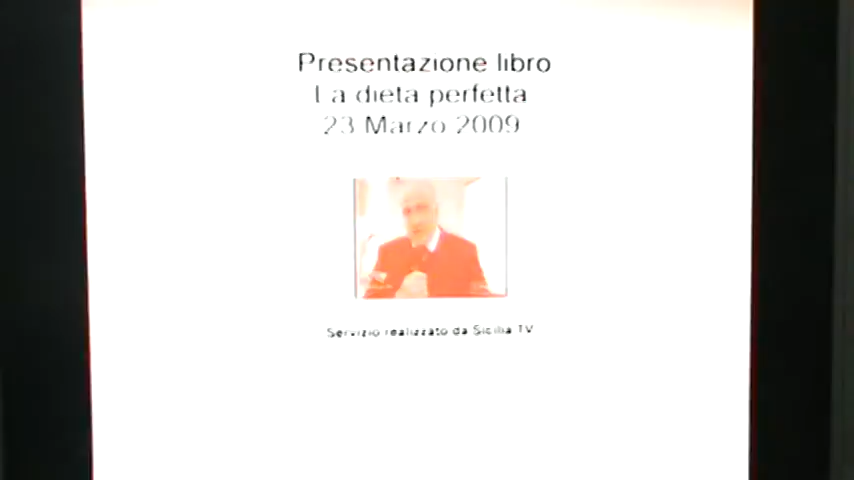 Presentazione libro
La dieta perfetta
23 Marzo 2009
Servizio realizzato da Sicilia TV